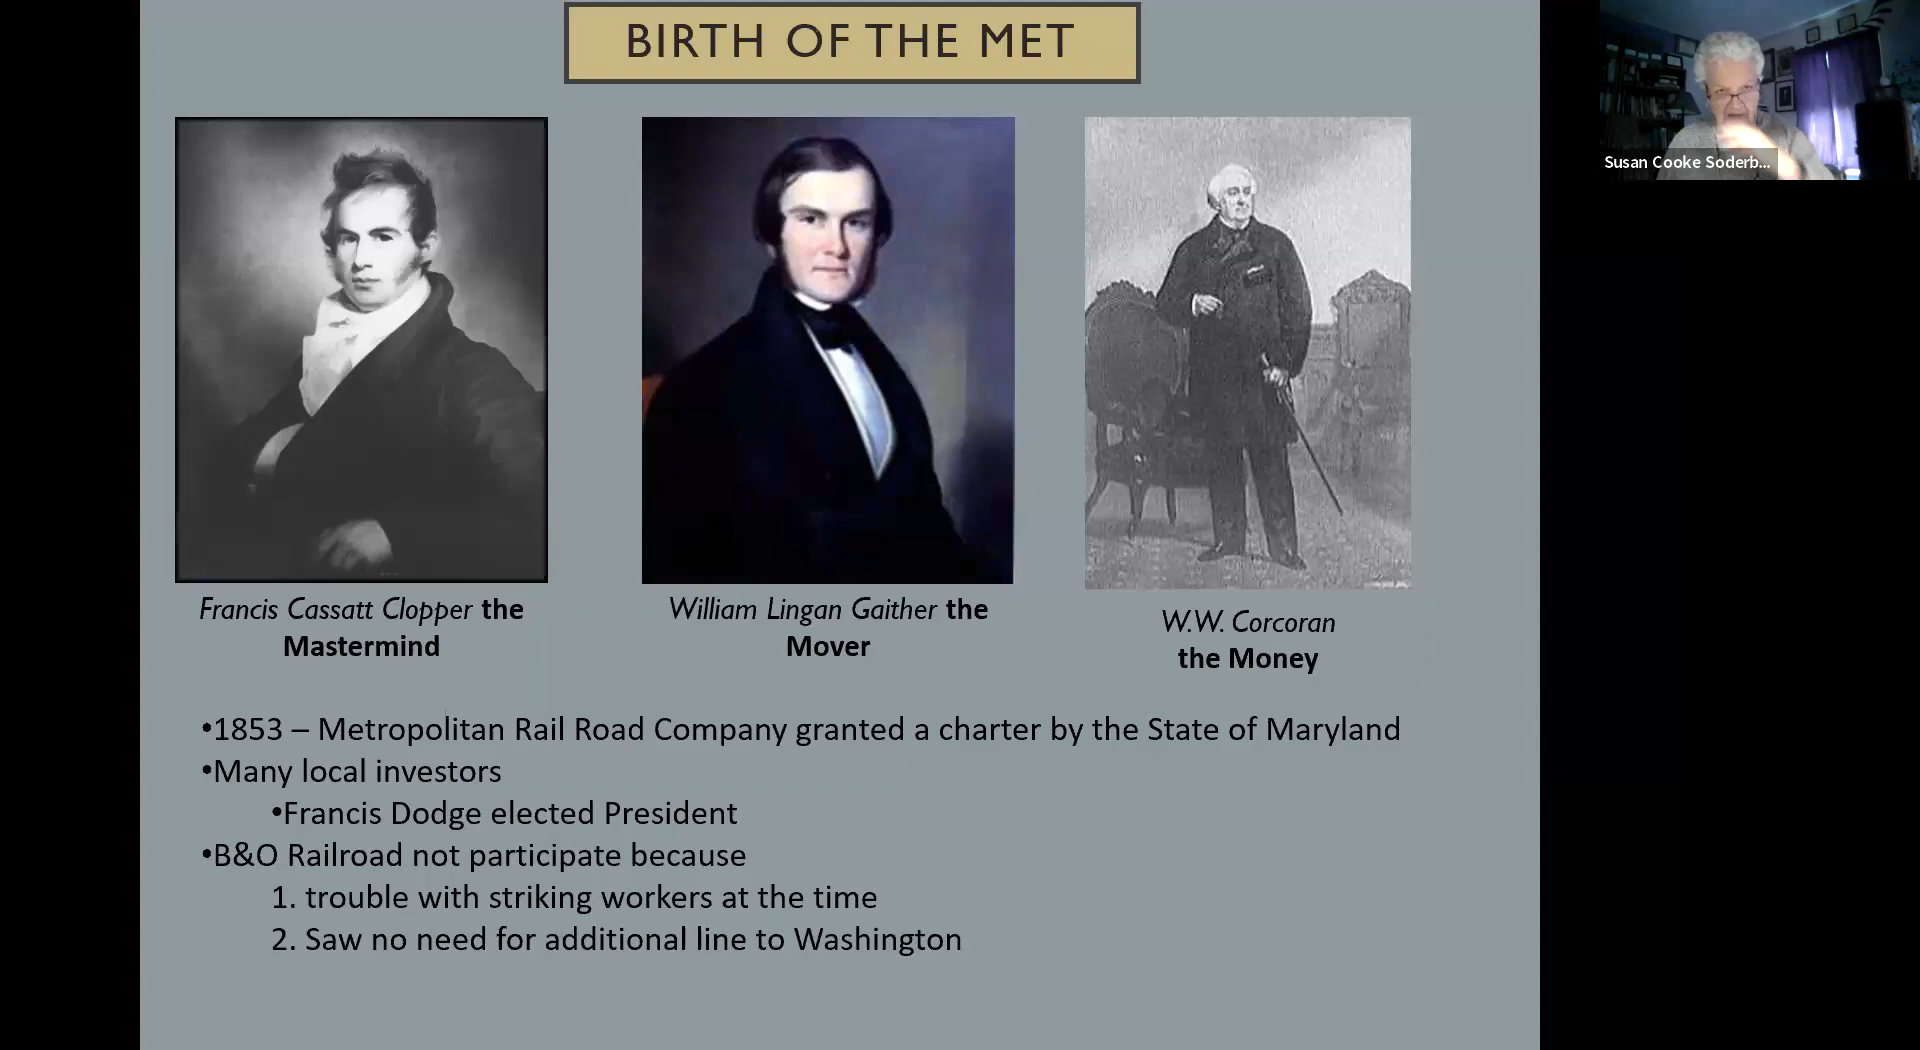 BIRTH OF THE MET
Susan Cooke Soderb...
Francis Cassatt Clopper the
Mastermind
William Lingan Gaither the
Mover
W.W. Corcoran
the Money
•1853 – Metropolitan Rail Road Company granted a charter by the State of Maryland
•Many local investors
•Francis Dodge elected President
•B&O Railroad not participate because
1. trouble with striking workers at the time
2. Saw no need for additional line to Washington